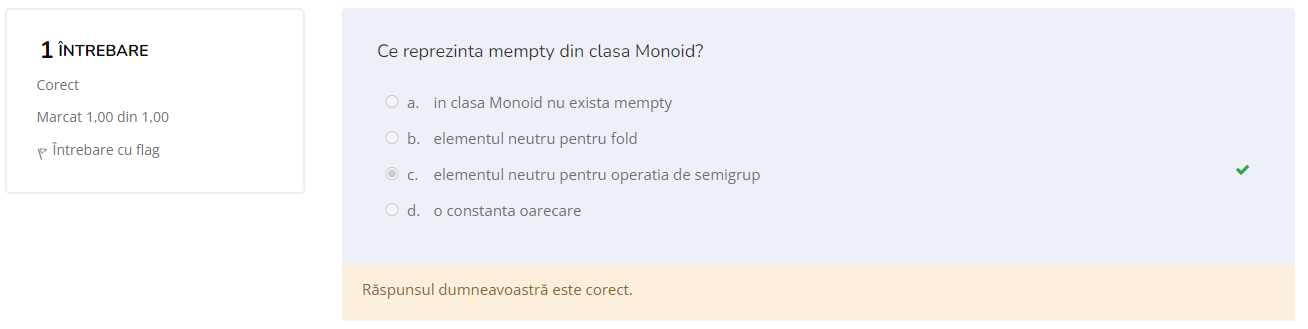 1 ÎNTREBARE
Corect
Marcat 1,00 din 1,00
Întrebare cu flag
Ce reprezinta mempty din clasa Monoid?
a. in clasa Monoid nu exista mempty
b. elementul neutru pentru fold
c. elementul neutru pentru operatia de semigrup
d. o constanta oarecare
Răspunsul dumneavoastră este corect.